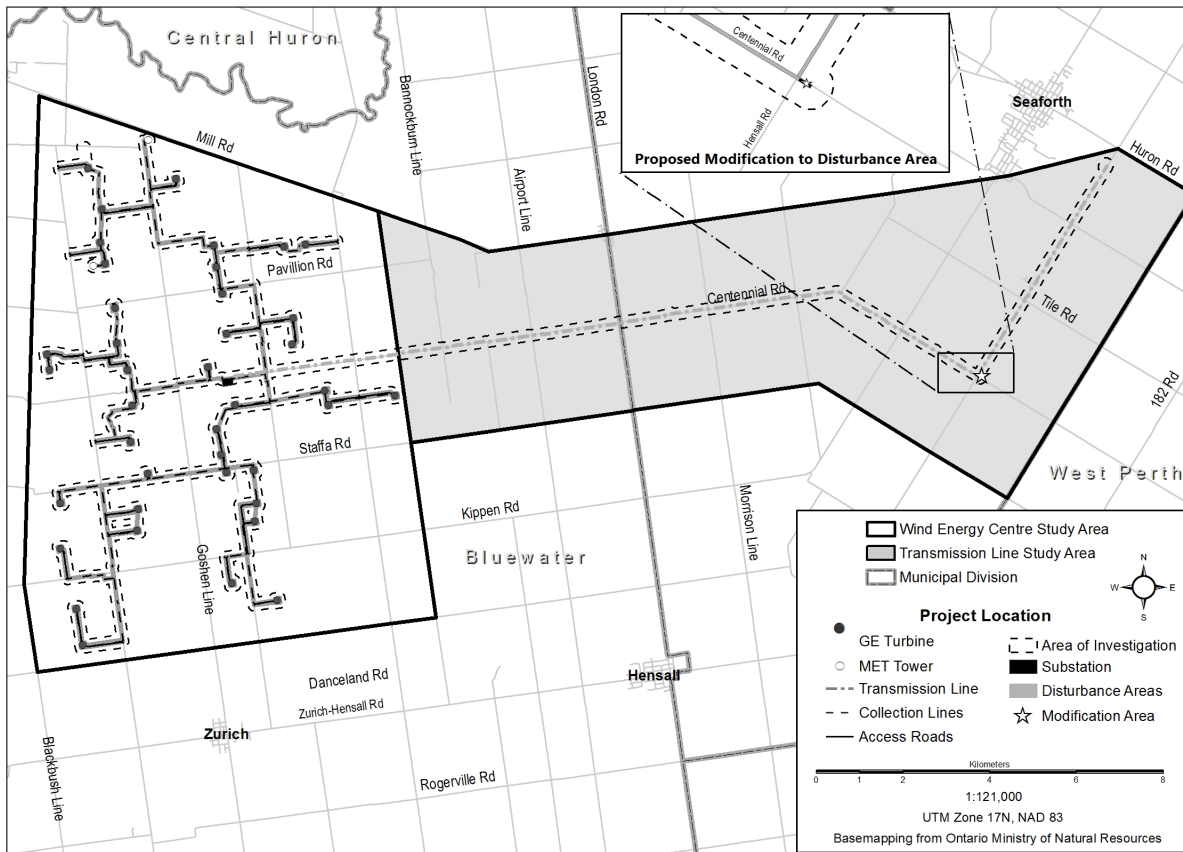 Central Huron
Mill Rd
Bannockburn Line
London Rd
Airport Line
Centennial Rd
Hensall Rd
Proposed Modification to Disturbance Area
Seaforth
Huron Rd
Pavillion Rd
Centennial Rd
Tile Rd
182 Rd
West Perth
Staffa Rd
Kippen Rd
Morrison Line
Bluewater
Goshen Line
Danceland Rd
Hensall
Zurich-Hensall Rd
Zurich
Blackbush Line
Rogerville Rd
Wind Energy Centre Study Area
Transmission Line Study Area
Municipal Division
N
W
E
S
Project Location
GE Turbine
MET Tower
Transmission Line
Collection Lines
Access Roads
Area of Investigation
Substation
Disturbance Areas
Modification Area
Kilometers
0 1 2 4 6 8
1:121,000
UTM Zone 17N, NAD 83
Basemapping from Ontario Ministry of Natural Resources